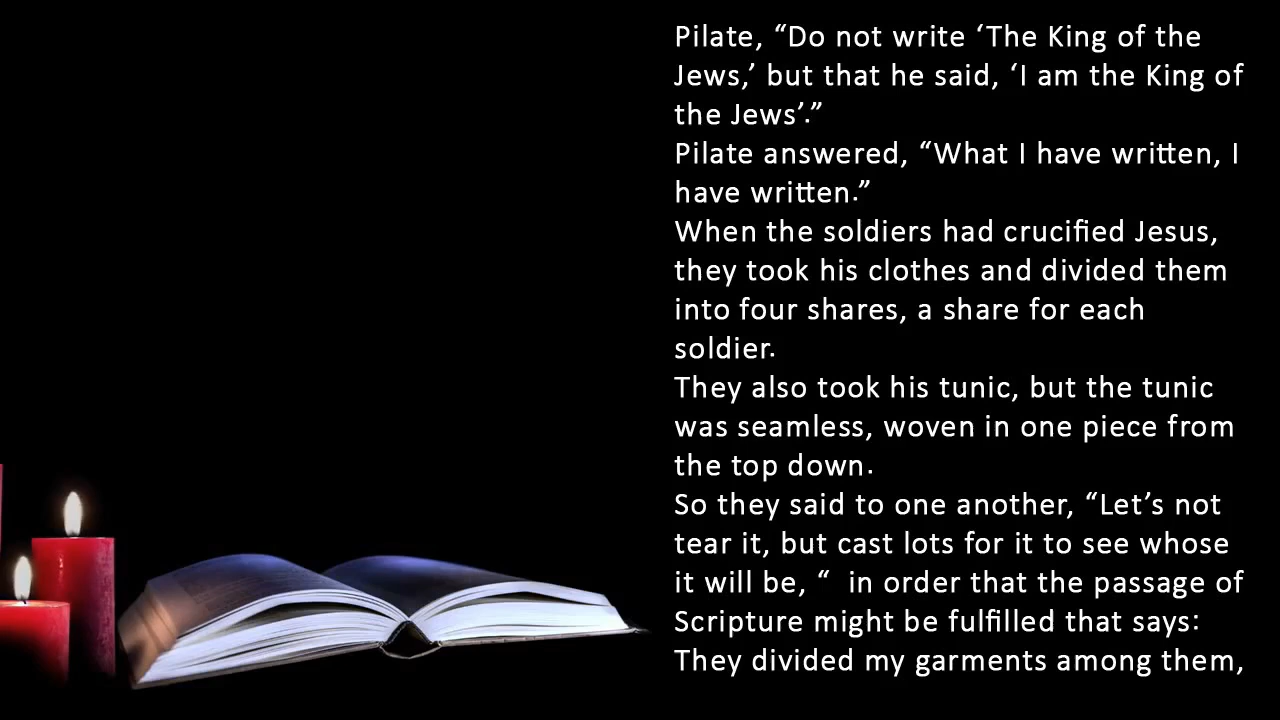 Pilate, “Do not write ‘The King of the
Jews,’ but that he said, ‘I am the King of
the Jews’.”
Pilate answered, “What I have written, I
have written.”
When the soldiers had crucified Jesus,
they took his clothes and divided them
into four shares, a share for each
soldier.
They also took his tunic, but the tunic
was seamless, woven in one piece from
the top down.
So they said to one another, “Let’s not
tear it, but cast lots for it to see whose
it will be, “  in order that the passage of
Scripture might be fulfilled that says:
They divided my garments among them,